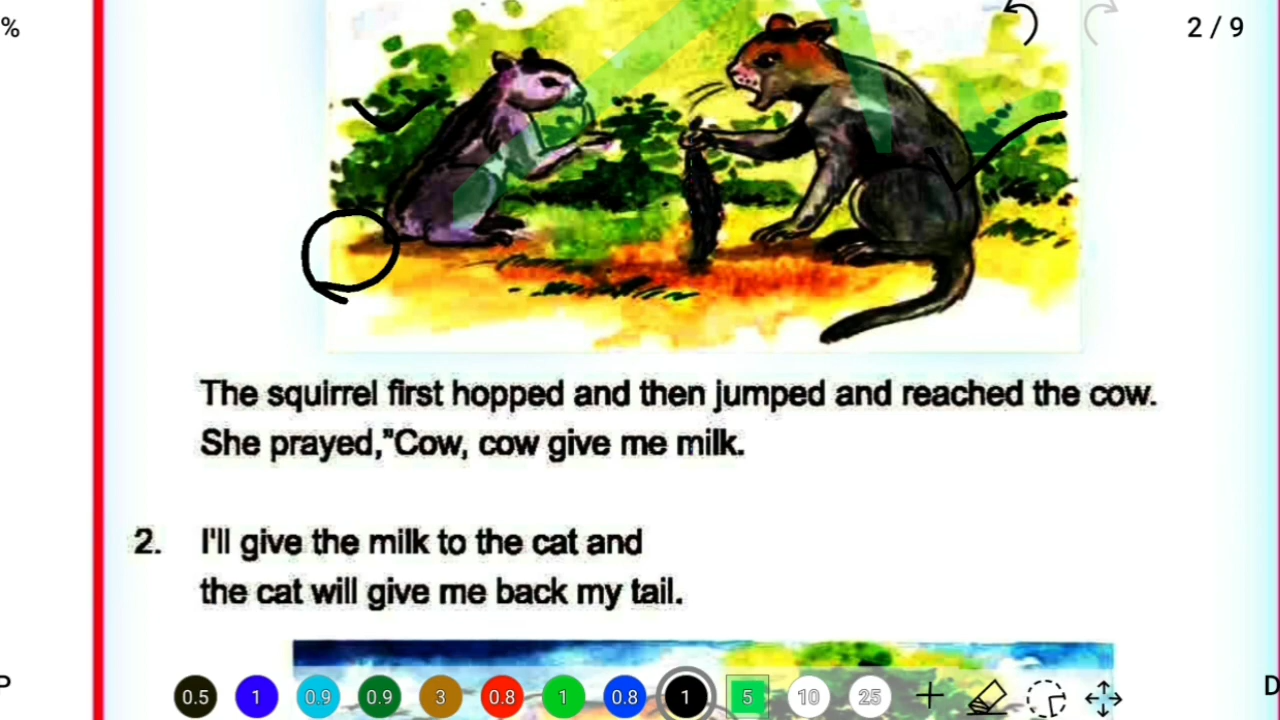 %
2 / 9
The squirrel first hopped and then jumped and reached the cow.
She prayed,"Cow, cow give me milk.
2. I'll give the milk to the cat and
the cat will give me back my tail.
P
D
0.5 1 0.9 0.9 3 0.8 1 0.8 1 5 10 25